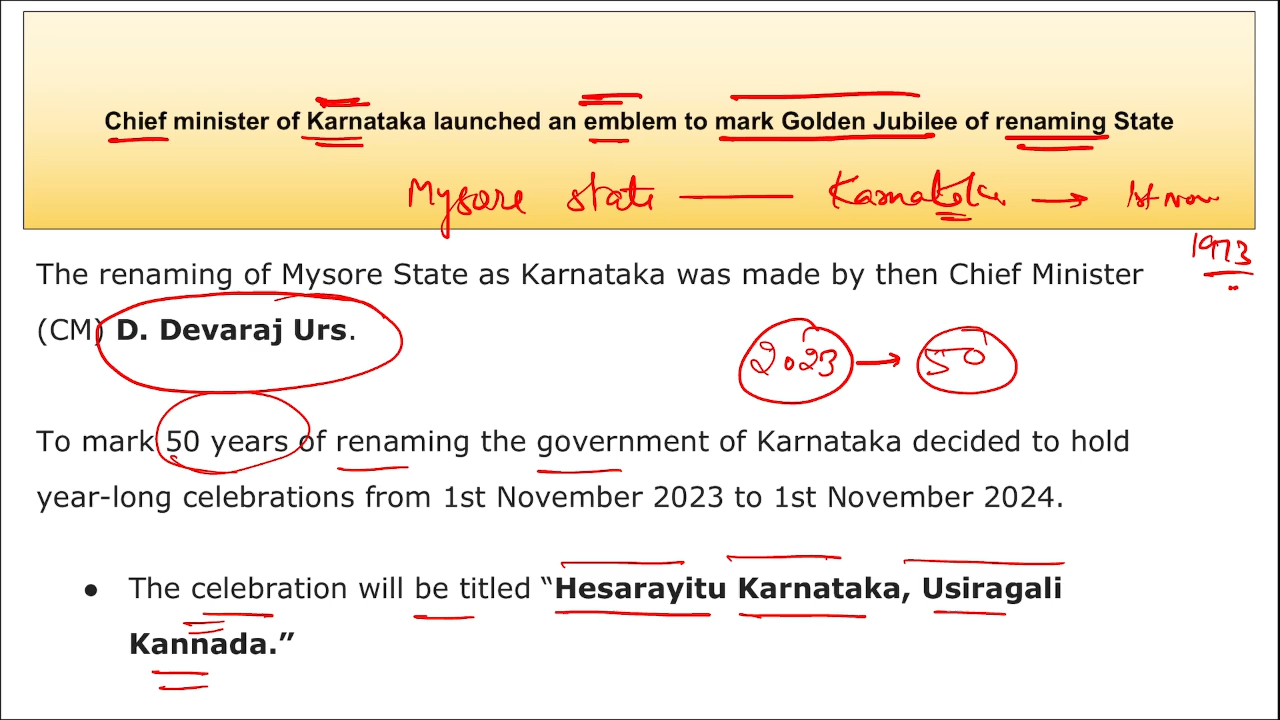 Chief minister of Karnataka launched an emblem to mark Golden Jubilee of renaming State
Mysore state — Karnataka → 1st Nov
1973
The renaming of Mysore State as Karnataka was made by then Chief Minister
(CM) D. Devaraj Urs.
2023 → 50
To mark 50 years of renaming the government of Karnataka decided to hold
year-long celebrations from 1st November 2023 to 1st November 2024.
● The celebration will be titled “Hesarayitu Karnataka, Usiragali
Kannada.”